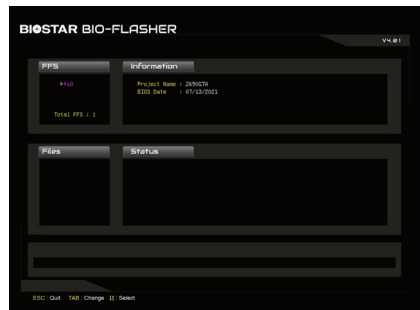 BIOSTAR BIO-FLASHER
V4.01
FFS
Information
▶fs0
Project Name : Z690GTA
BIOS Date : 07/13/2021
Total FFS : 1
Files
Status
ESC : Quit TAB : Change ↑↓ : Select